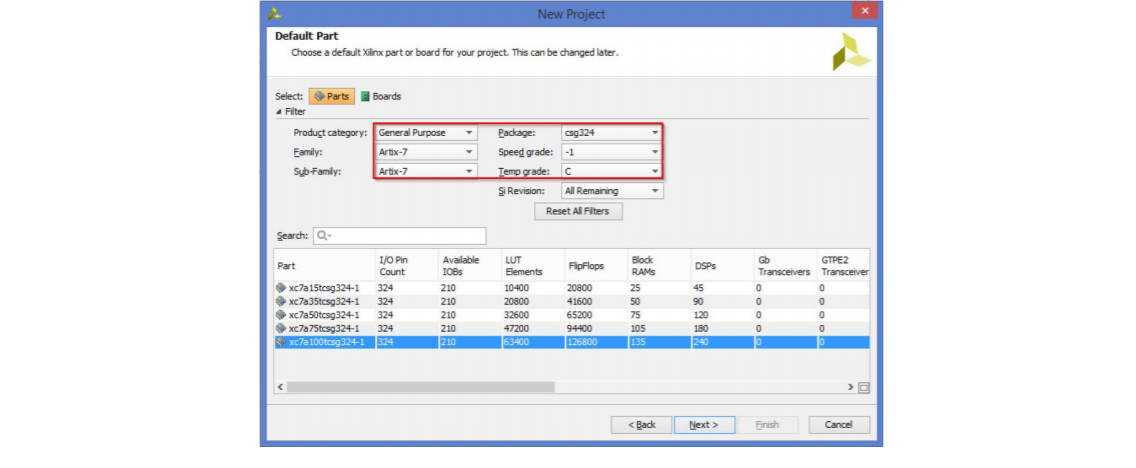 New Project
Default Part
Choose a default Xilinx part or board for your project. This can be changed later.
Select: Parts Boards
Filter
Product category: General Purpose Package: csg324
Family: Artix-7 Speed grade: -1
Sub-Family: Artix-7 Temp grade: C
Si Revision: All Remaining
Reset All Filters
Search:
Part I/O Pin Count Available IOBs LUT Elements FlipFlops Block RAMs DSPs Gb Transceivers GTPE2 Transceiver
xc7a15tcsg324-1 324 210 10400 20800 25 45 0 0
xc7a35tcsg324-1 324 210 20800 41600 50 90 0 0
xc7a50tcsg324-1 324 210 32600 65200 75 120 0 0
xc7a75tcsg324-1 324 210 47200 94400 105 180 0 0
xc7a100tcsg324-1 324 210 63400 126800 135 240 0 0
< Back Next > Finish Cancel